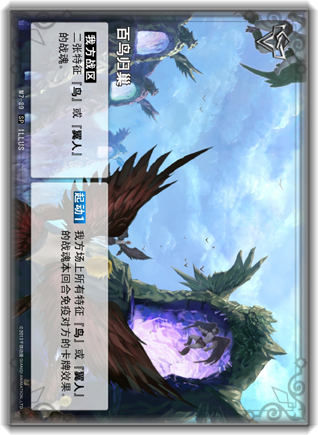 百鸟归巢
我方战区
二张特征『鸟』或『翼人』
的战魂。
起动1
我方场上所有特征『鸟』或『翼人』
的战魂本回合免疫对方的卡牌效果。
SP ILLUS